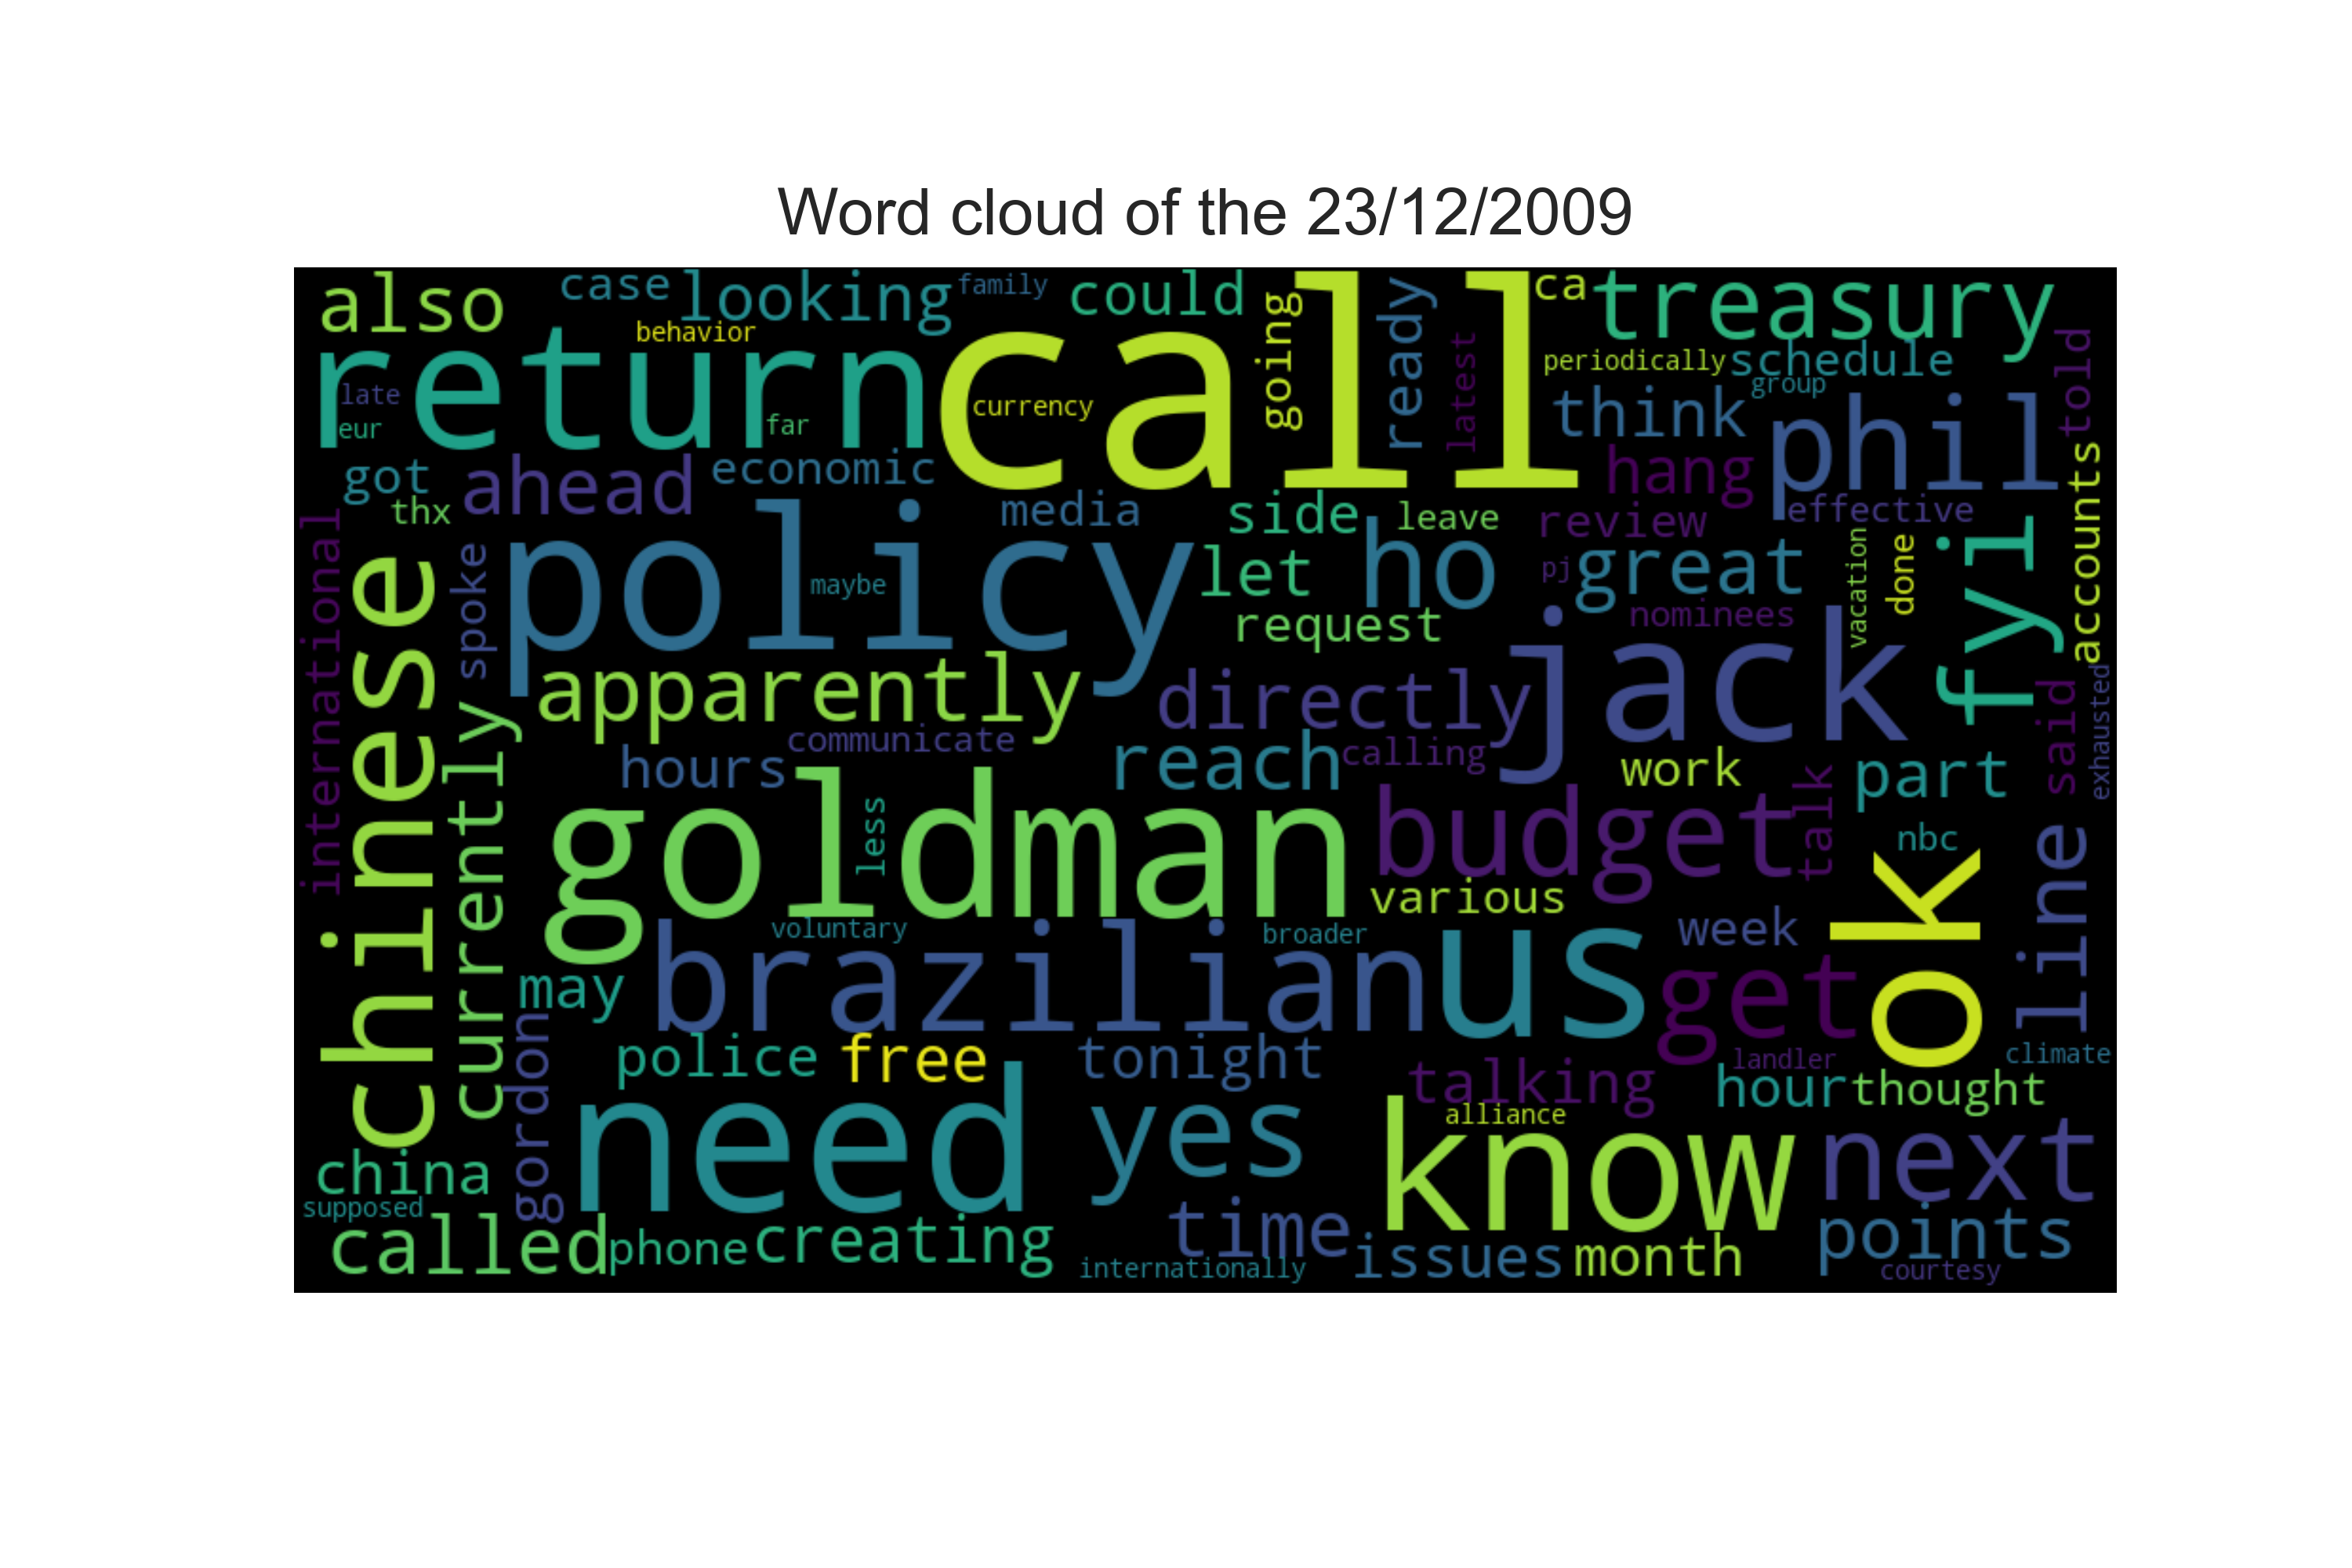 Word cloud of the 23/12/2009
also
case
looking
family
could
call
going
ready
latest
ca
treasury
return
behavior
late
eur
far
currency
periodically
schedule
group
told
think
phil
got
ahead
economic
thx
media
side
leave
hang
review
effective
accounts
international
chinese
spoke
policy
maybe
let
ho
request
pj
great
nominees
vacation
done
fyi
apparently
directly
jack
currently
communicate
hours
reach
calling
work
part
said
exhausted
goldman
less
budget
talk
various
nbc
line
ok
voluntary
broader
week
may
brazilian
us
get
gordon
police
free
tonight
talking
landler
climate
hour
thought
need
yes
alliance
know
next
china
supposed
called
phone
creating
time
internationally
issues
month
points
courtesy